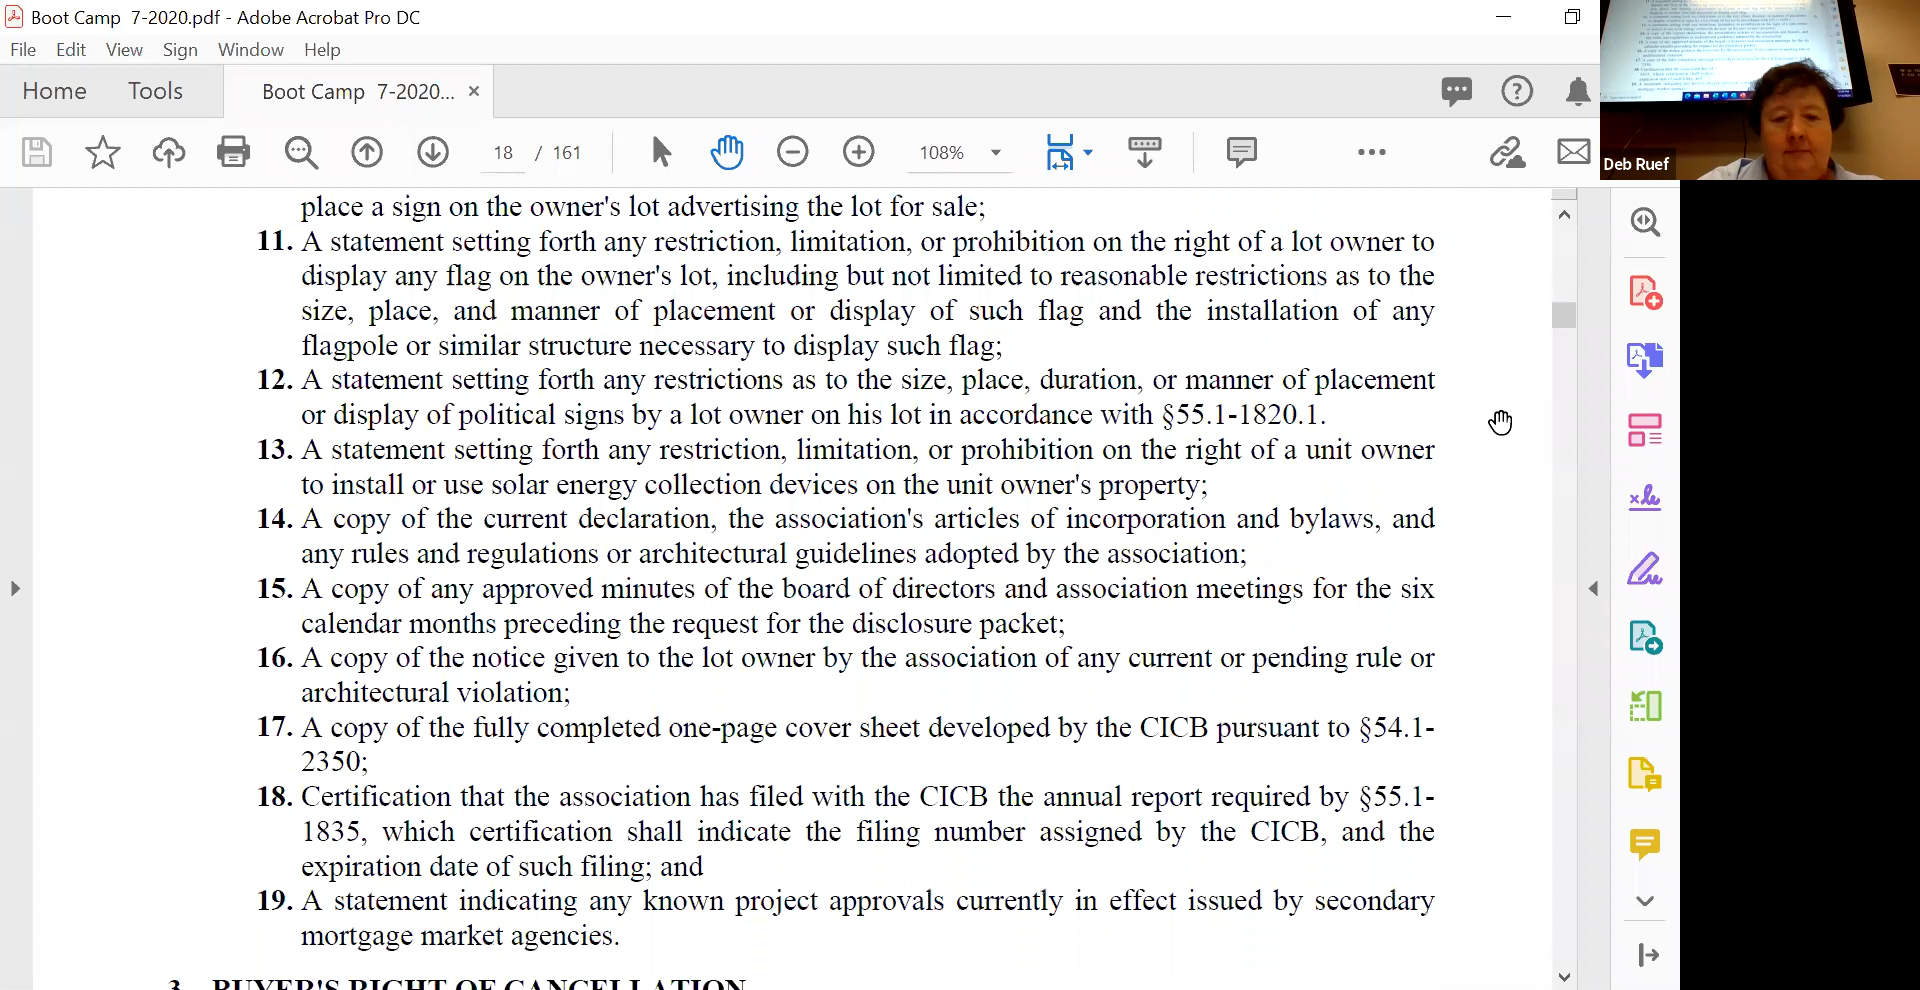 Boot Camp 7-2020.pdf - Adobe Acrobat Pro DC
File Edit View Sign Window Help
Home Tools Boot Camp 7-2020... ×
18 / 161 108%
Deb Ruef
place a sign on the owner's lot advertising the lot for sale;
11. A statement setting forth any restriction, limitation, or prohibition on the right of a lot owner to
display any flag on the owner's lot, including but not limited to reasonable restrictions as to the
size, place, and manner of placement or display of such flag and the installation of any
flagpole or similar structure necessary to display such flag;
12. A statement setting forth any restrictions as to the size, place, duration, or manner of placement
or display of political signs by a lot owner on his lot in accordance with §55.1-1820.1.
13. A statement setting forth any restriction, limitation, or prohibition on the right of a unit owner
to install or use solar energy collection devices on the unit owner's property;
14. A copy of the current declaration, the association's articles of incorporation and bylaws, and
any rules and regulations or architectural guidelines adopted by the association;
15. A copy of any approved minutes of the board of directors and association meetings for the six
calendar months preceding the request for the disclosure packet;
16. A copy of the notice given to the lot owner by the association of any current or pending rule or
architectural violation;
17. A copy of the fully completed one-page cover sheet developed by the CICB pursuant to §54.1-
2350;
18. Certification that the association has filed with the CICB the annual report required by §55.1-
1835, which certification shall indicate the filing number assigned by the CICB, and the
expiration date of such filing; and
19. A statement indicating any known project approvals currently in effect issued by secondary
mortgage market agencies.
3. BUYER'S RIGHT OF CANCELLATION